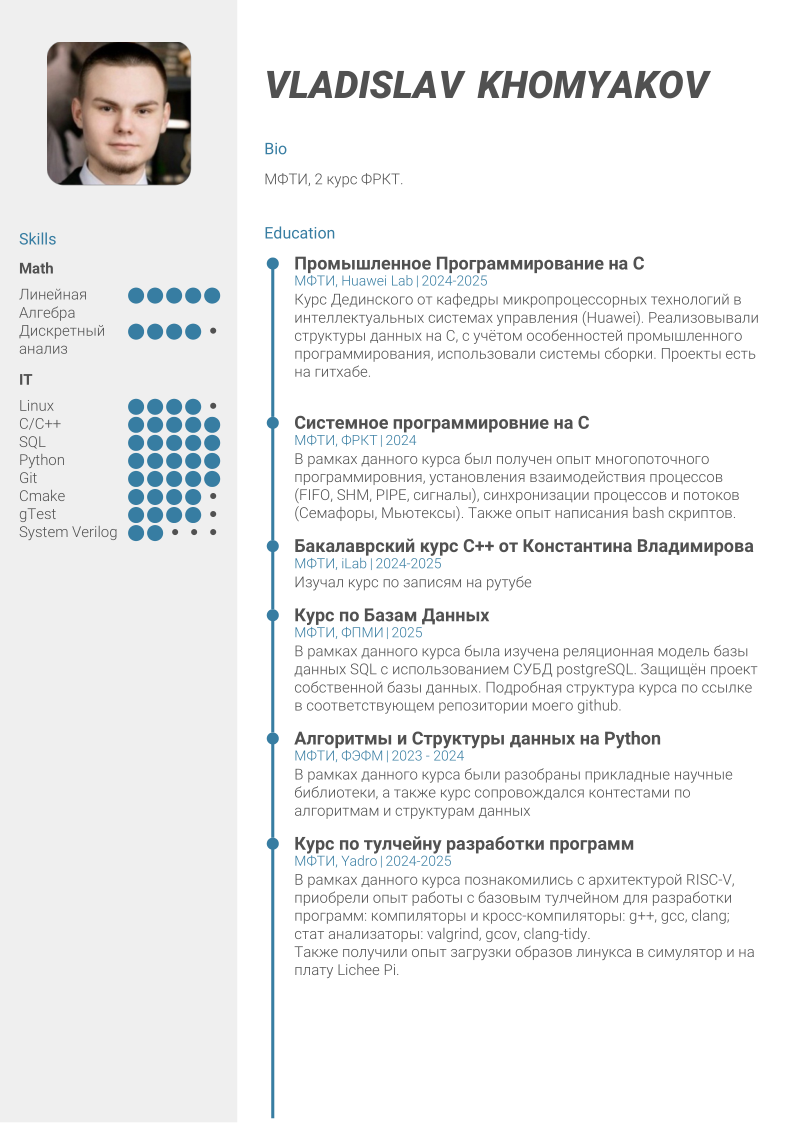 VLADISLAV KHOMYAKOV
Bio
МФТИ, 2 курс ФРКТ.
Skills
Math
Линейная
Алгебра
Дискретный
анализ
IT
Linux
C/C++
SQL
Python
Git
Cmake
gTest
System Verilog
Education
Промышленное Программирование на С
МФТИ, Huawei Lab | 2024-2025
Курс Дединского от кафедры микропроцессорных технологий в
интеллектуальных системах управления (Huawei). Реализовывали
структуры данных на С, с учётом особенностей промышленного
программирования, использовали системы сборки. Проекты есть
на гитхабе.
Системное программировние на С
МФТИ, ФРКТ | 2024
В рамках данного курса был получен опыт многопоточного
программировния, установления взаимодействия процессов
(FIFO, SHM, PIPE, сигналы), синхронизации процессов и потоков
(Семафоры, Мьютексы). Также опыт написания bash скриптов.
Бакалаврский курс С++ от Константина Владимирова
МФТИ, iLab | 2024-2025
Изучал курс по записям на рутубе
Курс по Базам Данных
МФТИ, ФПМИ | 2025
В рамках данного курса была изучена реляционная модель базы
данных SQL с использованием СУБД postgreSQL. Защищён проект
собственной базы данных. Подробная структура курса по ссылке
в соответствующем репозитории моего github.
Алгоритмы и Структуры данных на Python
МФТИ, ФЭФМ | 2023 - 2024
В рамках данного курса были разобраны прикладные научные
библиотеки, а также курс сопровождался контестами по
алгоритмам и структурам данных
Курс по тулчейну разработки программ
МФТИ, Yadro | 2024-2025
В рамках данного курса познакомились с архитектурой RISC-V,
приобрели опыт работы с базовым тулчейном для разработки
программ: компиляторы и кросс-компиляторы: g++, gcc, clang;
стат анализаторы: valgrind, gcov, clang-tidy.
Также получили опыт загрузки образов линукса в симулятор и на
плату Lichee Pi.